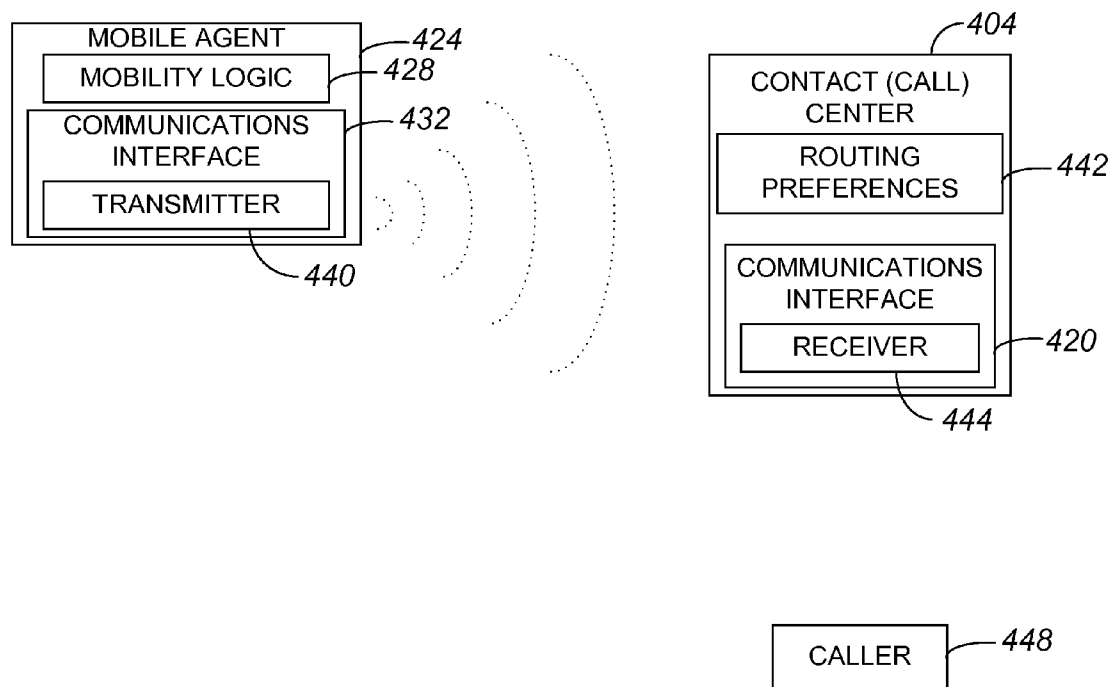 MOBILE AGENT
424
MOBILITY LOGIC
428
COMMUNICATIONS
INTERFACE
432
TRANSMITTER
440
404
CONTACT (CALL)
CENTER
ROUTING
PREFERENCES
442
COMMUNICATIONS
INTERFACE
RECEIVER
420
444
CALLER
448